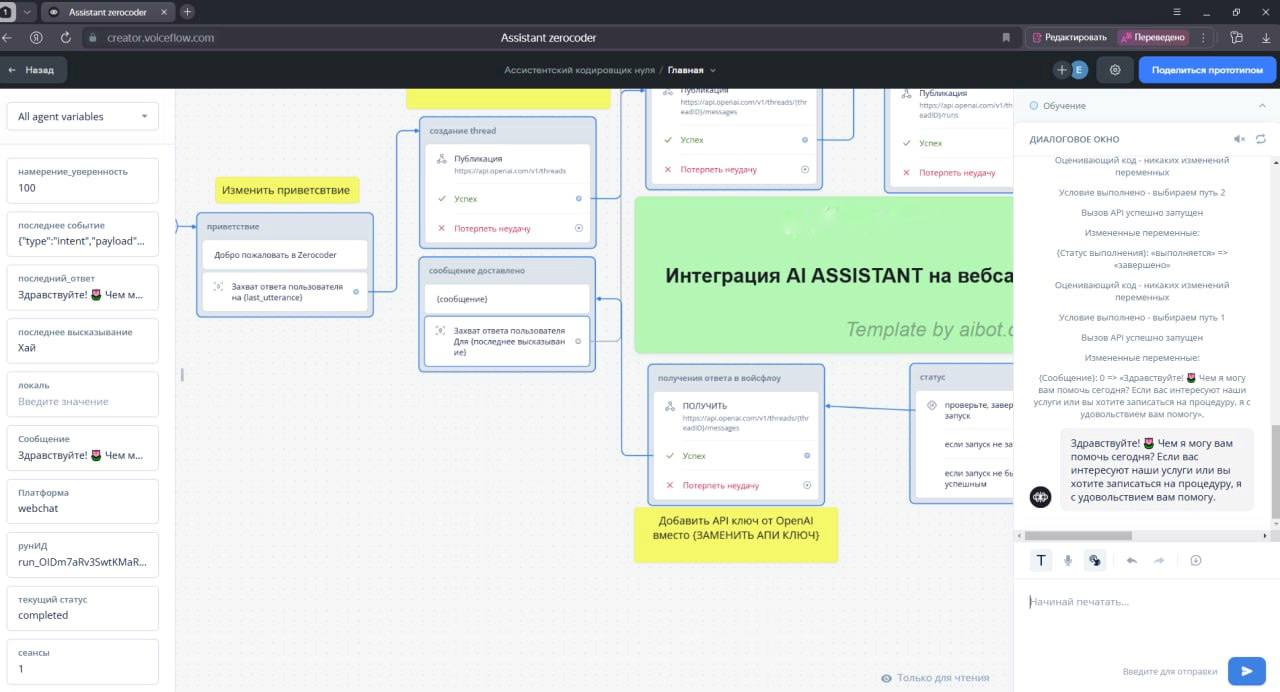 1
Assistant zerocoder
creator.voiceflow.com
Assistant zerocoder
Редактировать
Переведено
Назад
Ассистентский кодировщик нуля / Главная
E
Поделиться прототипом
All agent variables
намерение_уверенность
100
последнее событие
{"type":"intent","payload"...
последний_ответ
Здравствуйте! 🌷 Чем м...
последнее высказывание
Хай
локаль
Введите значение
Сообщение
Здравствуйте! 🌷 Чем м...
Платформа
webchat
рунИД
run_OIDm7aRv3SwtKMaR...
текущий статус
completed
сеансы
1
Изменить приветсвтвие
приветствие
Добро пожаловать в Zerocoder
Захват ответа пользователя
на {last_utterance}
создание thread
Публикация
https://api.openai.com/v1/threads
Успех
Потерпеть неудачу
сообщение доставлено
{сообщение}
Захват ответа пользователя
Для {последнее высказыван
ие}
Публикация
https://api.openai.com/v1/threads/{thr
eadID}/messages
Успех
Потерпеть неудачу
Публикация
https://api.openai.com/v1/threads/{thr
eadID}/runs
Успех
Потерпеть неудачу
Интеграция AI ASSISTANT на вебса
Template by aibot.c
получения ответа в войсфлоу
ПОЛУЧИТЬ
https://api.openai.com/v1/threads/{thr
eadID}/messages
Успех
Потерпеть неудачу
Добавить API ключ от OpenAI
вместо {ЗАМЕНИТЬ АПИ КЛЮЧ}
статус
проверьте, завер
запуск
если запуск не за
если запуск не бы
успешным
Только для чтения
Обучение
ДИАЛОГОВОЕ ОКНО
Оценивающий код - никаких изменений
переменных
Условие выполнено - выбираем путь 2
Вызов API успешно запущен
Измененные переменные:
{Статус выполнения}: «выполняется» =>
«завершено»
Оценивающий код - никаких изменений
переменных
Условие выполнено - выбираем путь 1
Вызов API успешно запущен
Измененные переменные:
{Сообщение}: 0 => «Здравствуйте! 🌷 Чем я могу
вам помочь сегодня? Если вас интересуют наши
услуги или вы хотите записаться на процедуру, я с
удовольствием вам помогу».
Здравствуйте! 🌷 Чем я могу вам
помочь сегодня? Если вас
интересуют наши услуги или вы
хотите записаться на процедуру, я
с удовольствием вам помогу.
Начинай печатать...
Введите для отправки